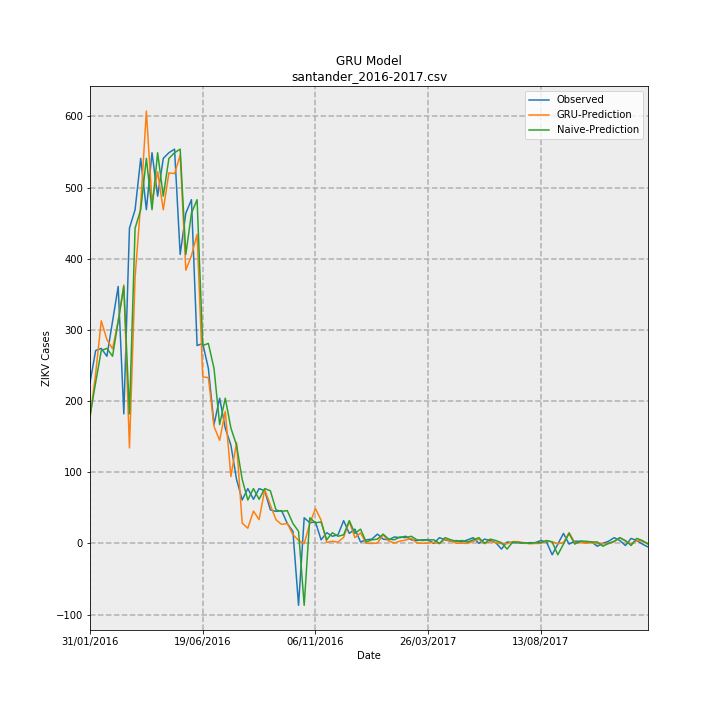 GRU Model
santander_2016-2017.csv
Observed
GRU-Prediction
Naive-Prediction
ZIKV Cases
600
500
400
300
200
100
0
−100
31/01/2016
19/06/2016
06/11/2016
26/03/2017
13/08/2017
Date